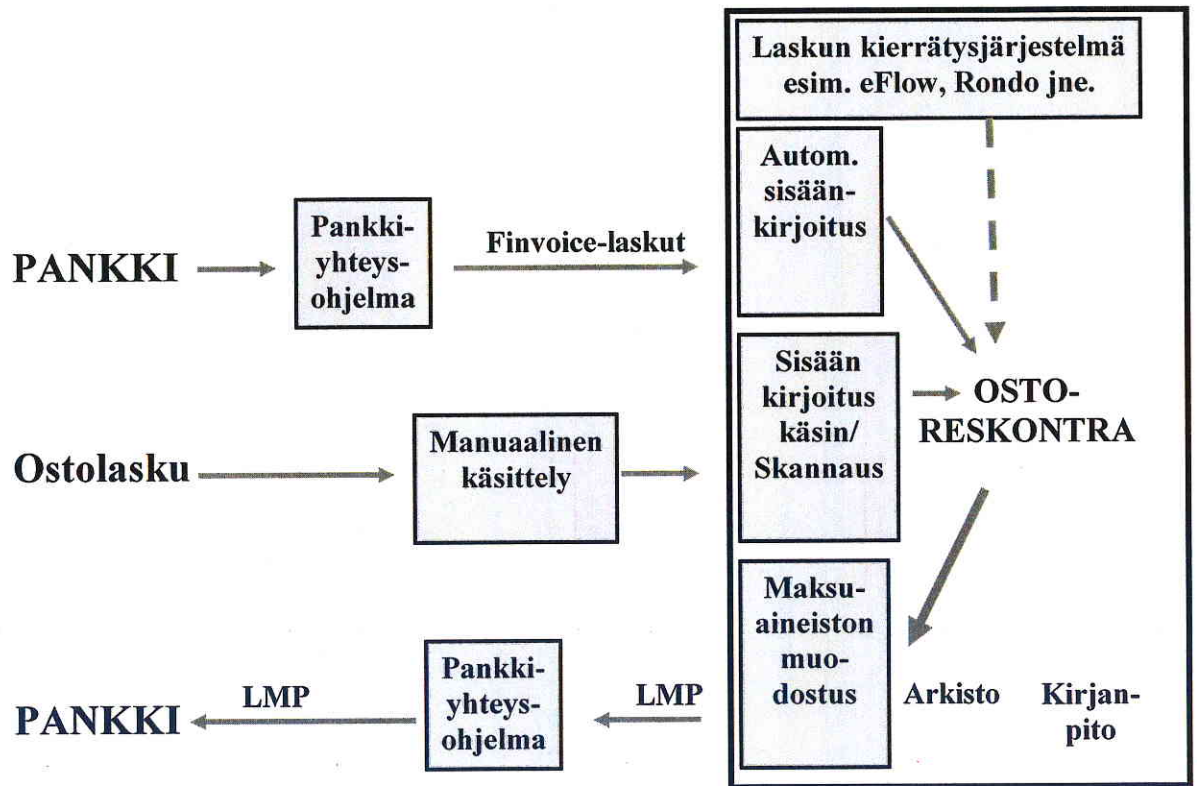 Laskun kierrätysjärjestelmä
esim. eFlow, Rondo jne.
Autom.
sisään-
kirjoitus
PANKKI
Pankki-
yhteys-
ohjelma
Finvoice-laskut
Sisään
kirjoitus
käsin/
Skannaus
OSTO-
RESKONTRA
Ostolasku
Manuaalinen
käsittely
Maksu-
aineiston
muo-
dostus
Arkisto
Kirjan-
pito
PANKKI
LMP
Pankki-
yhteys-
ohjelma
LMP